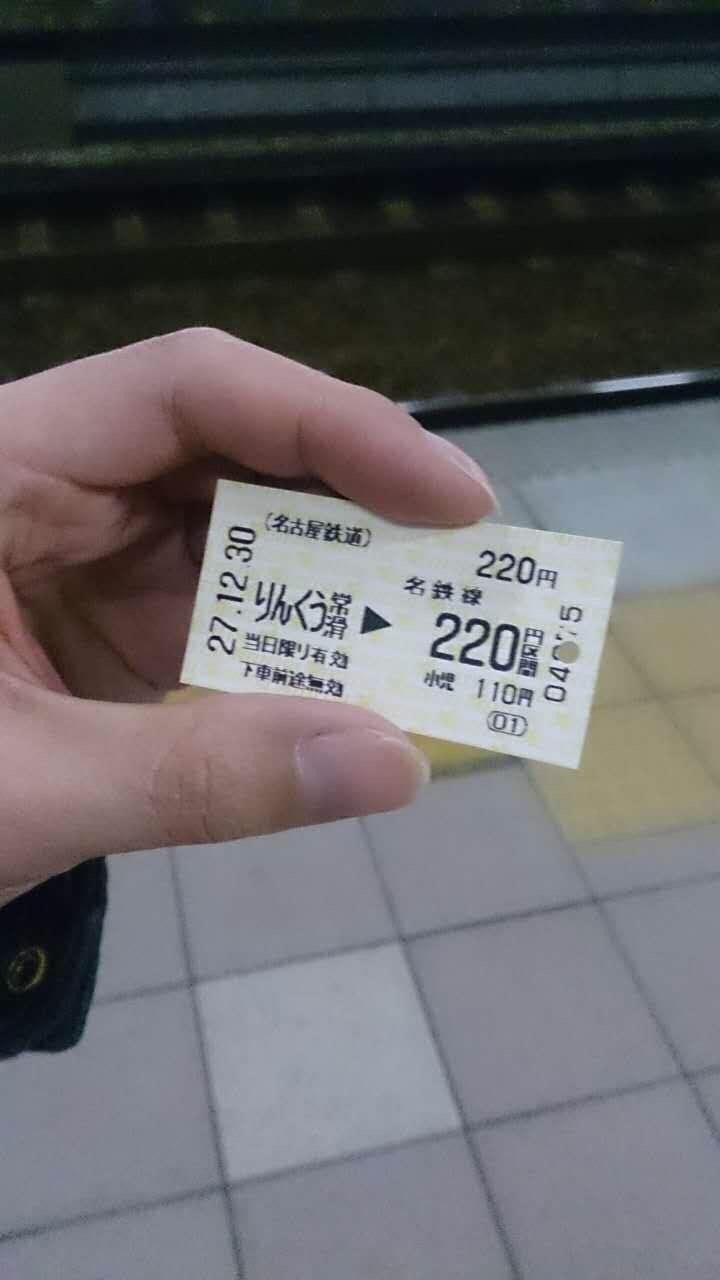 (名古屋鉄道)
220円
27.12.30
りんくう常滑▶
名鉄線
220円区間
当日限り有効
小児 110円
下車前途無効
01